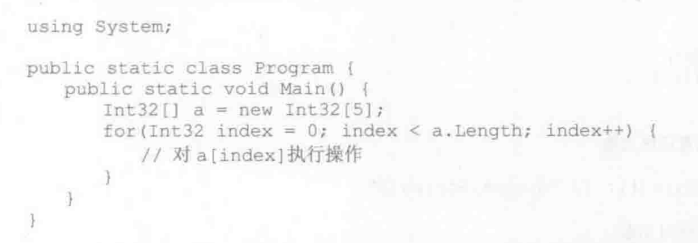 using System;
public static class Program {
public static void Main() {
Int32[] a = new Int32[5];
for(Int32 index = 0; index < a.Length; index++) {
// 对 a[index]执行操作
}
}
}